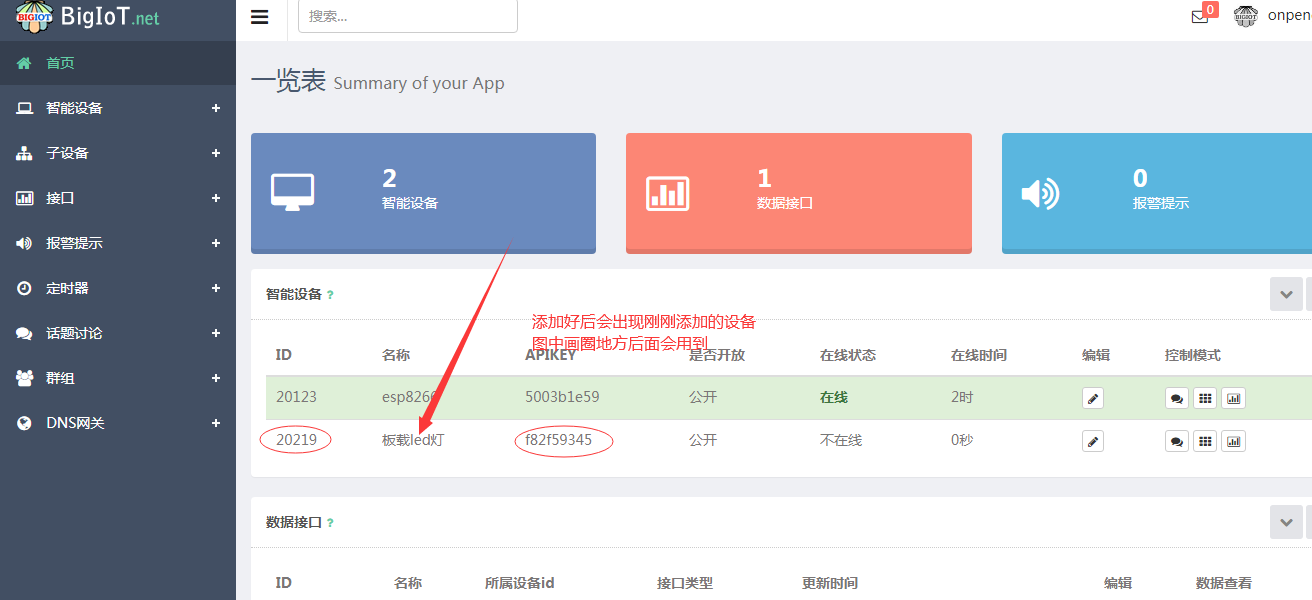 BIGIOT BigIoT.net
搜索...
0
BIGIOT
onpen
首页
智能设备 +
子设备 +
接口 +
报警提示 +
定时器 +
话题讨论 +
群组 +
DNS网关 +
一览表 Summary of your App
2
智能设备
1
数据接口
0
报警提示
智能设备 ?
添加好后会出现刚刚添加的设备
图中画圈地方后面会用到
ID 名称 APIKEY 是否开放 在线状态 在线时间 编辑 控制模式
20123 esp8266 5003b1e59 公开 在线 2时
20219 板载led灯 f82f59345 公开 不在线 0秒
数据接口 ?
ID 名称 所属设备id 接口类型 更新时间 编辑 数据查看